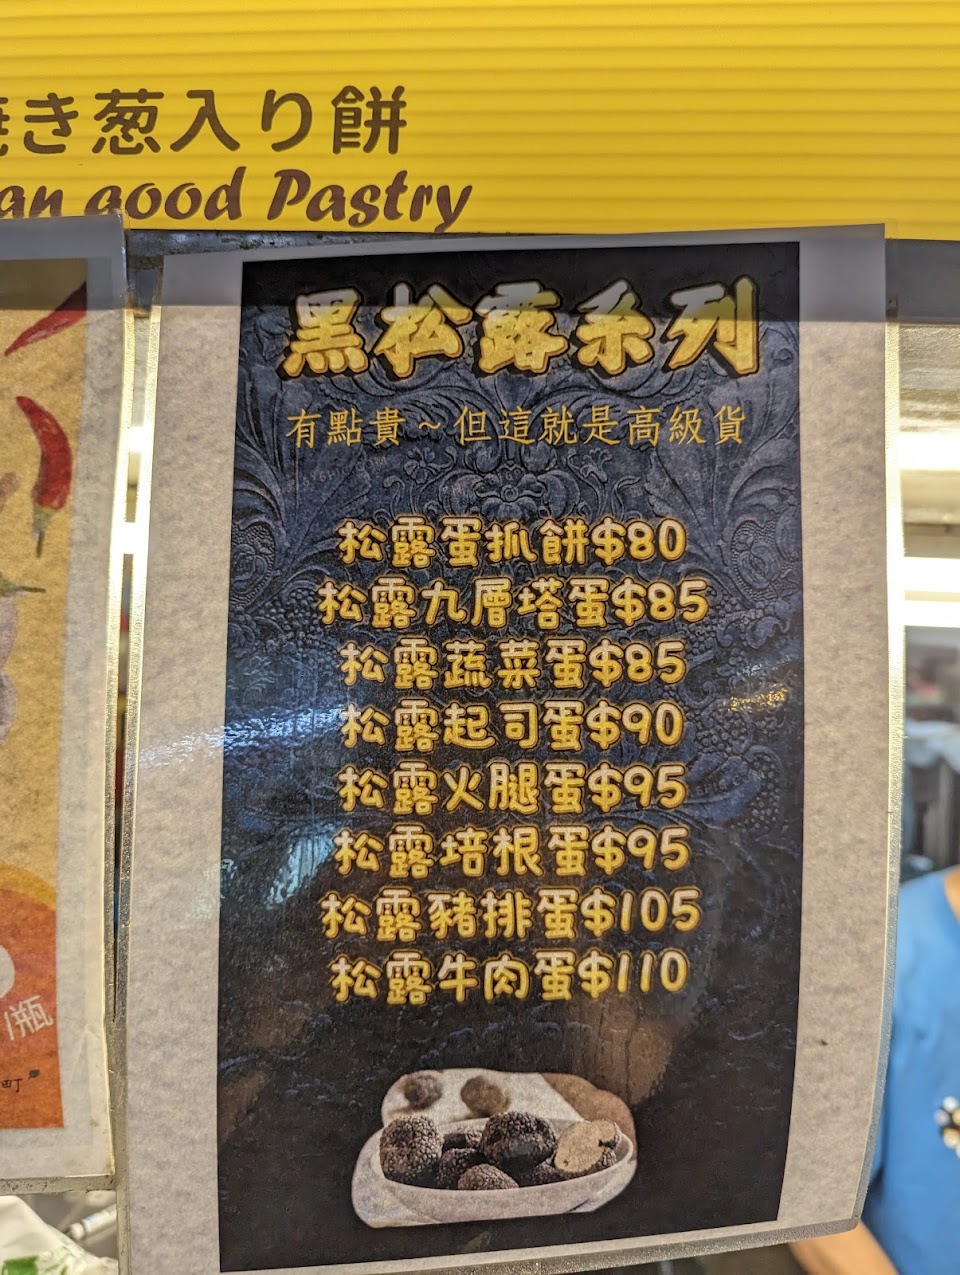 き葱入り餅
an good Pastry
黑松露系列
有點貴~但這就是高級貨
松露蛋抓餅$80
松露九層塔蛋$85
松露蔬菜蛋$85
松露起司蛋$90
松露火腿蛋$95
松露培根蛋$95
松露豬排蛋$105
松露牛肉蛋$110
/瓶
町